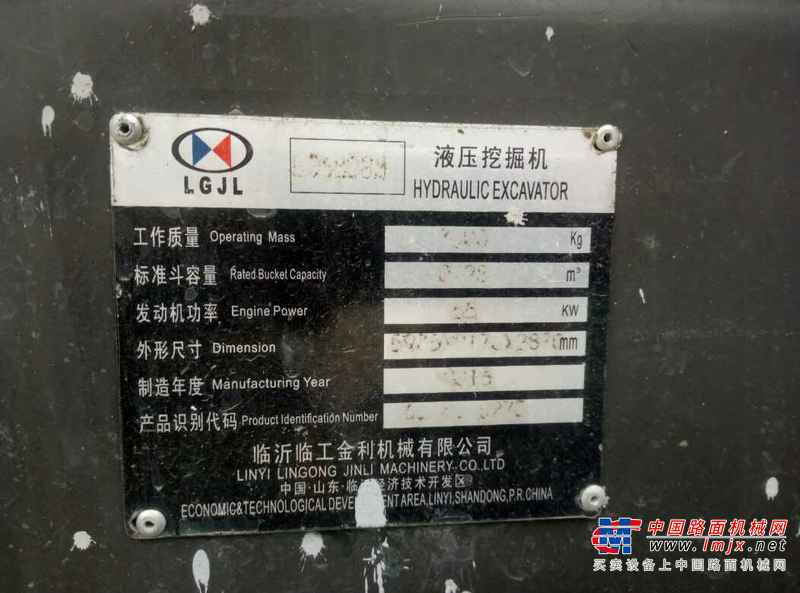 LGJL
液压挖掘机
HYDRAULIC EXCAVATOR
工作质量 Operating Mass Kg
标准斗容量 Rated Bucket Capacity m³
发动机功率 Engine Power KW
外形尺寸 Dimension mm
制造年度 Manufacturing Year
产品识别代码 Product Identification Number
临沂临工金利机械有限公司
LINYI LINGONG JINLI MACHINERY CO.,LTD
中国·山东·临沂经济技术开发区
ECONOMIC&TECHNOLOGICAL DEVELOPMENT AREA,LINYI,SHANDONG,P.R.CHINA
中国路面机械网
www.lmjx.net
买卖设备上中国路面机械网